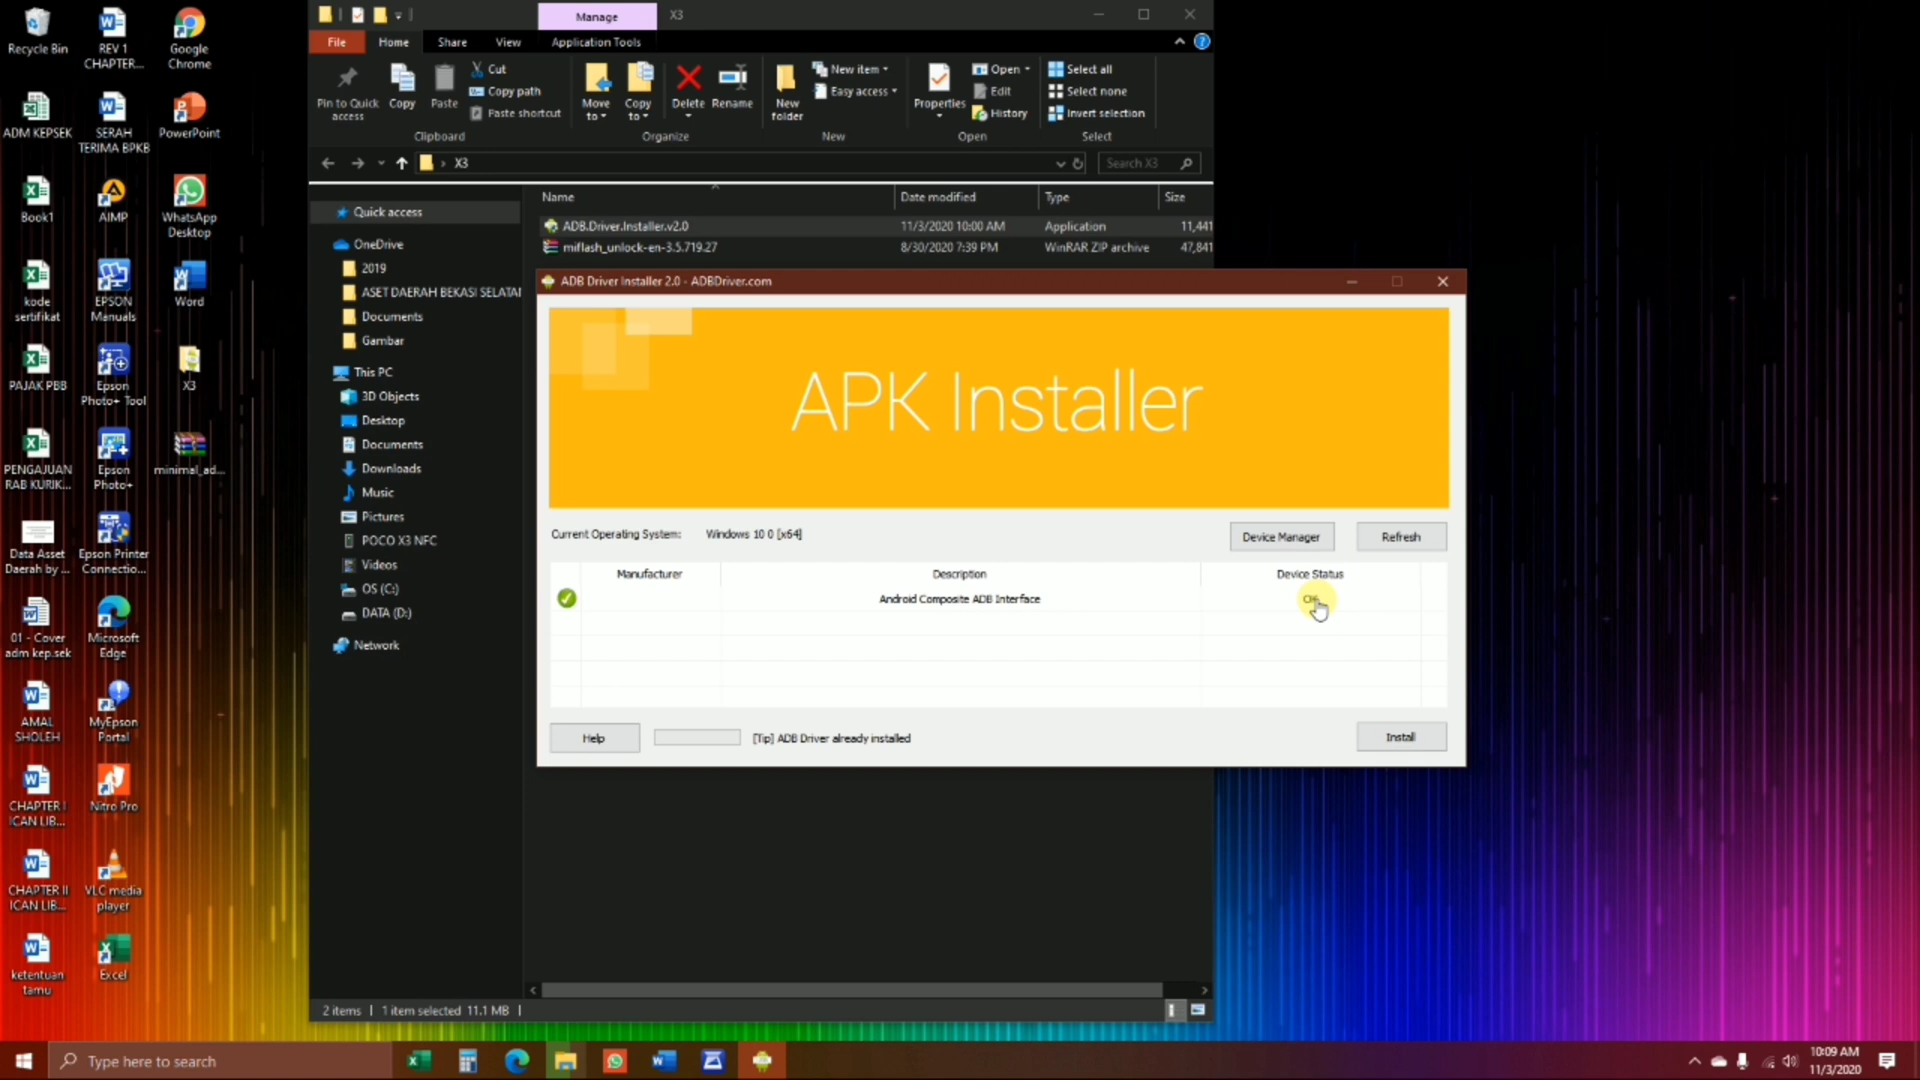 Recycle Bin
REV 1
CHAPTER...
Google
Chrome
ADM KEPSEK
SERAH
TERIMA BPKB
PowerPoint
Book1
AIMP
WhatsApp
Desktop
kode
sertifikat
EPSON
Manuals
Word
PAJAK PBB
Epson
Photo+ Tool
X3
PENGAJUAN
RAB KURIK...
Epson
Photo+
minimal_ad...
Data Asset
Daerah by ...
Epson Printer
Connectio...
01 - Cover
adm kep.sek
Microsoft
Edge
AMAL
SHOLEH
MyEpson
Portal
CHAPTER I
ICAN LIB...
Nitro Pro
CHAPTER II
ICAN LIB...
VLC media
player
ketentuan
tamu
Excel
Manage
X3
File
Home
Share
View
Application Tools
Pin to Quick
access
Copy
Paste
Cut
Copy path
Paste shortcut
Clipboard
Move
to
Copy
to
Delete
Rename
Organize
New
folder
New item
Easy access
New
Properties
Open
Edit
History
Open
Select all
Select none
Invert selection
Select
X3
Search X3
Name
Date modified
Type
Size
ADB.Driver.Installer.v2.0
11/3/2020 10:00 AM
Application
11,441
miflash_unlock-en-3.5.719.27
8/30/2020 7:39 PM
WinRAR ZIP archive
47,841
Quick access
OneDrive
2019
ASET DAERAH BEKASI SELATAN
Documents
Gambar
This PC
3D Objects
Desktop
Documents
Downloads
Music
Pictures
POCO X3 NFC
Videos
OS (C:)
DATA (D:)
Network
2 items
1 item selected 11.1 MB
ADB Driver Installer 2.0 - ADBDriver.com
APK Installer
Current Operating System:
Windows 10 0 [x64]
Device Manager
Refresh
Manufacturer
Description
Device Status
Android Composite ADB Interface
OK
Help
[Tip] ADB Driver already installed
Install
Type here to search
10:09 AM
11/3/2020